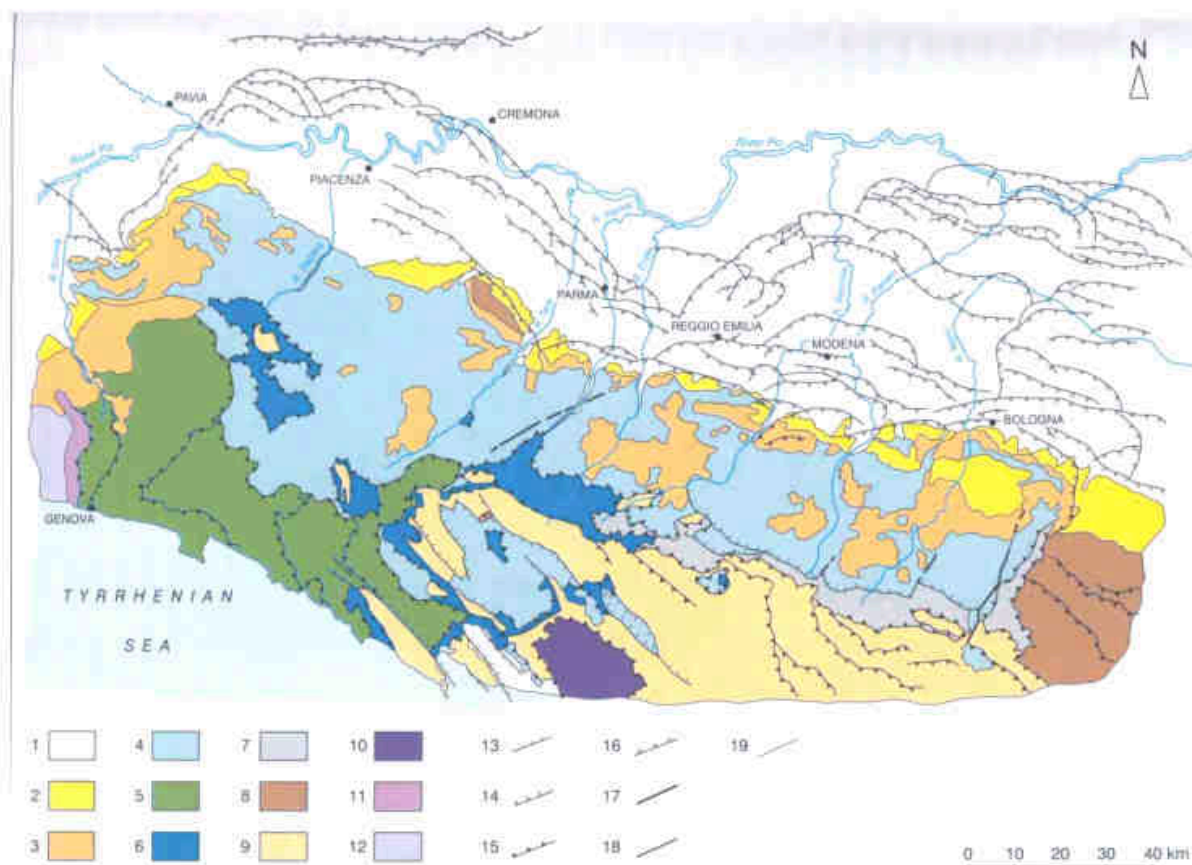 N
PAVIA
CREMONA
River Po
River Po
PIACENZA
PARMA
REGGIO EMILIA
MODENA
BOLOGNA
GENOVA
TYRRHENIAN
SEA
1 4 7 10 13 16 19
2 5 8 11 14 17
3 6 9 12 15 18
0 10 20 30 40 km